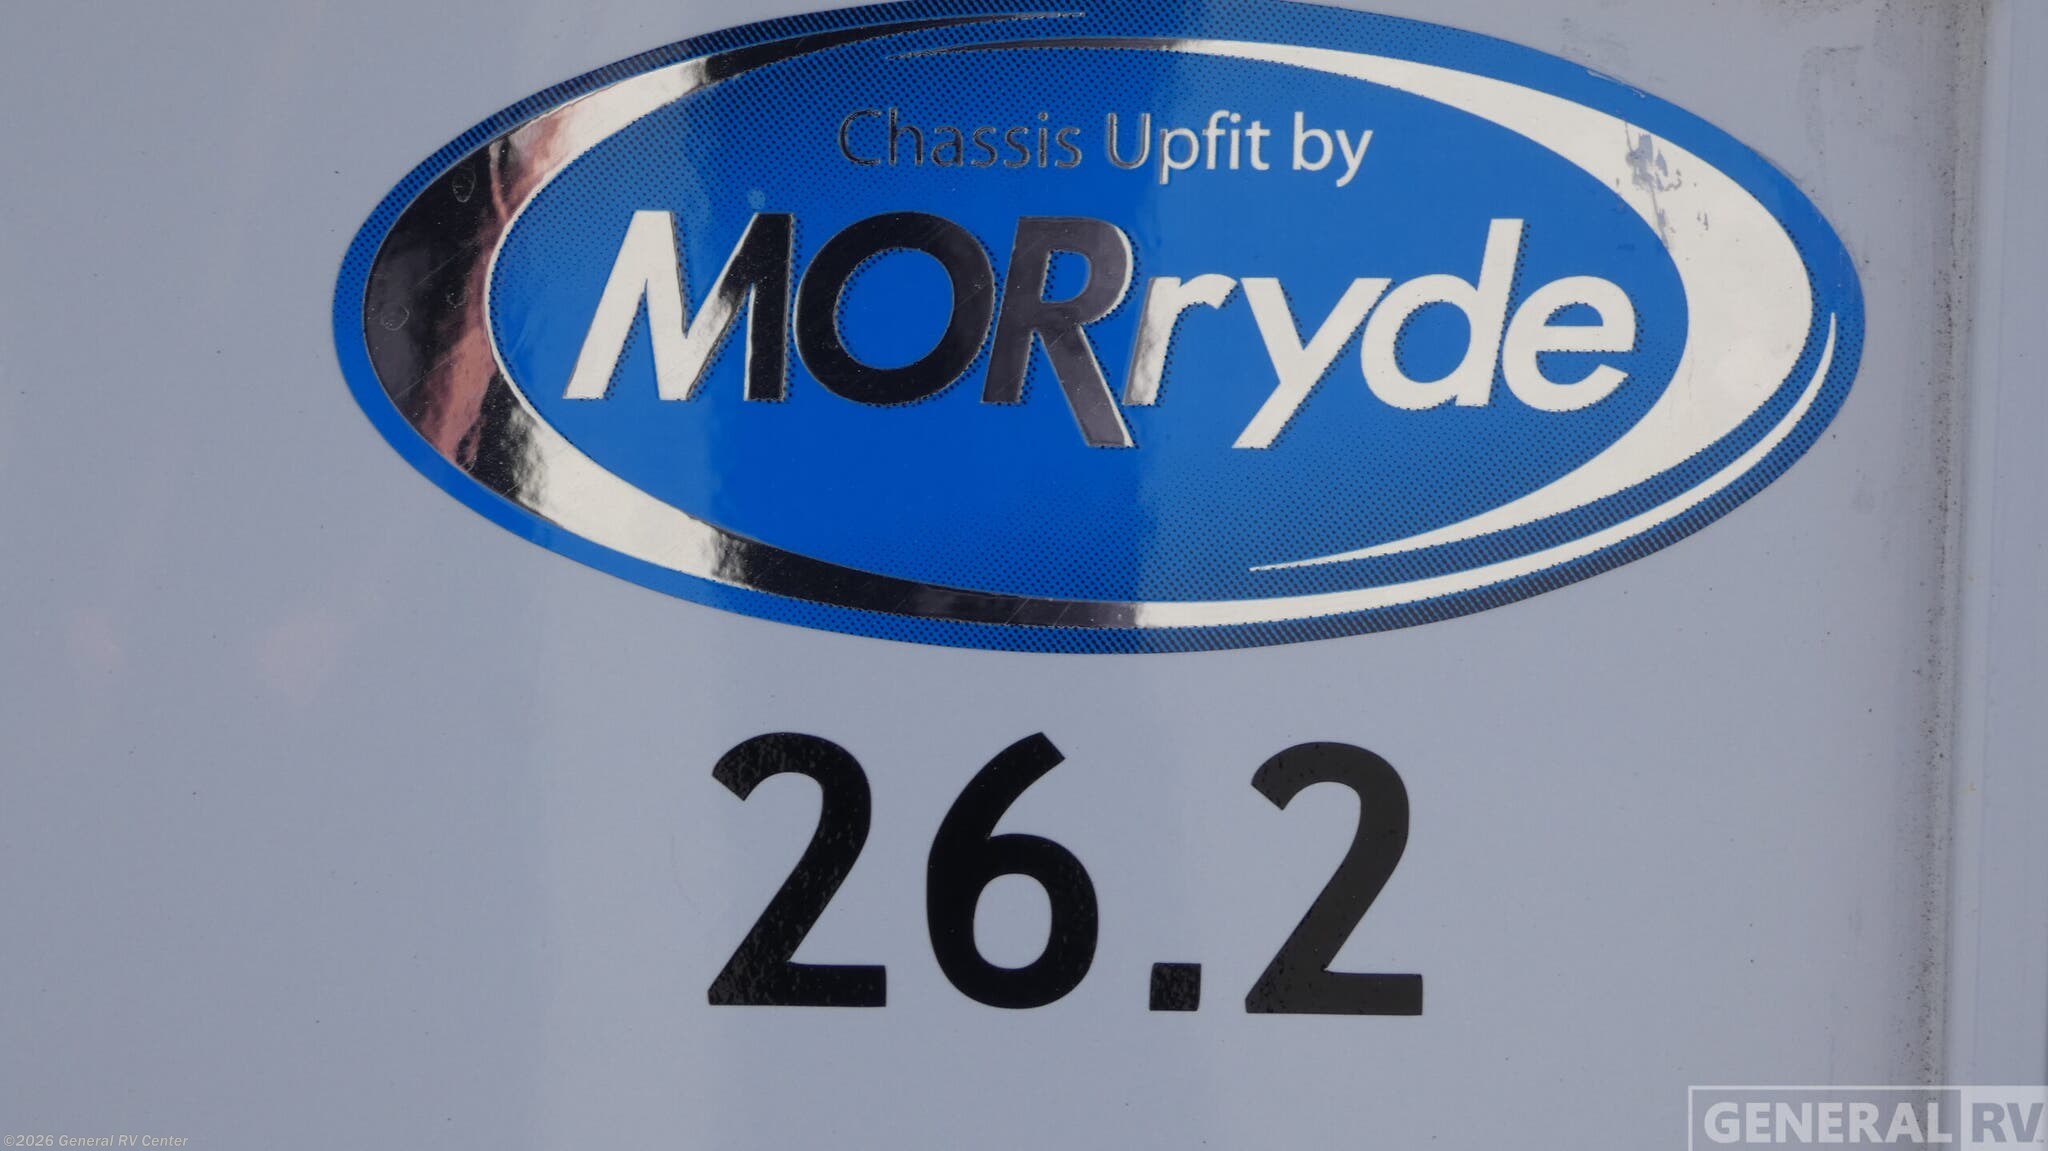 Chassis Upfit by
MORryde
26.2
©2026 General RV Center
GENERAL RV